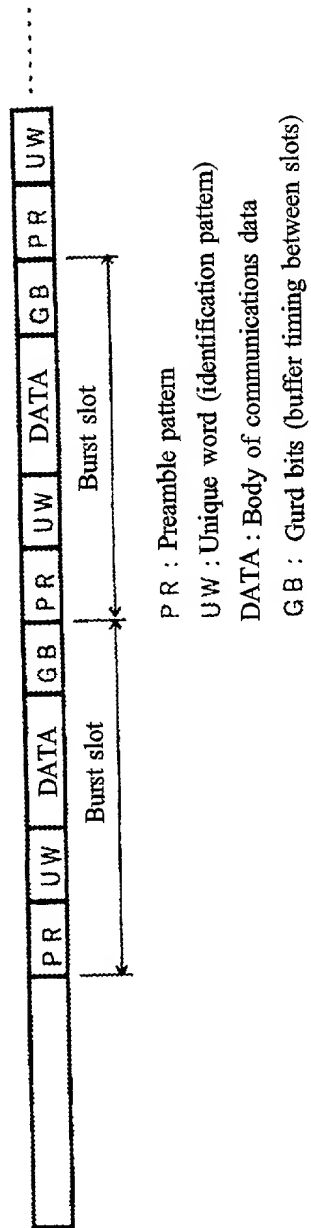 PR UW DATA GB PR UW DATA GB PR UW ......
Burst slot Burst slot
PR : Preamble pattern
UW : Unique word (identification pattern)
DATA : Body of communications data
GB : Gurd bits (buffer timing between slots)